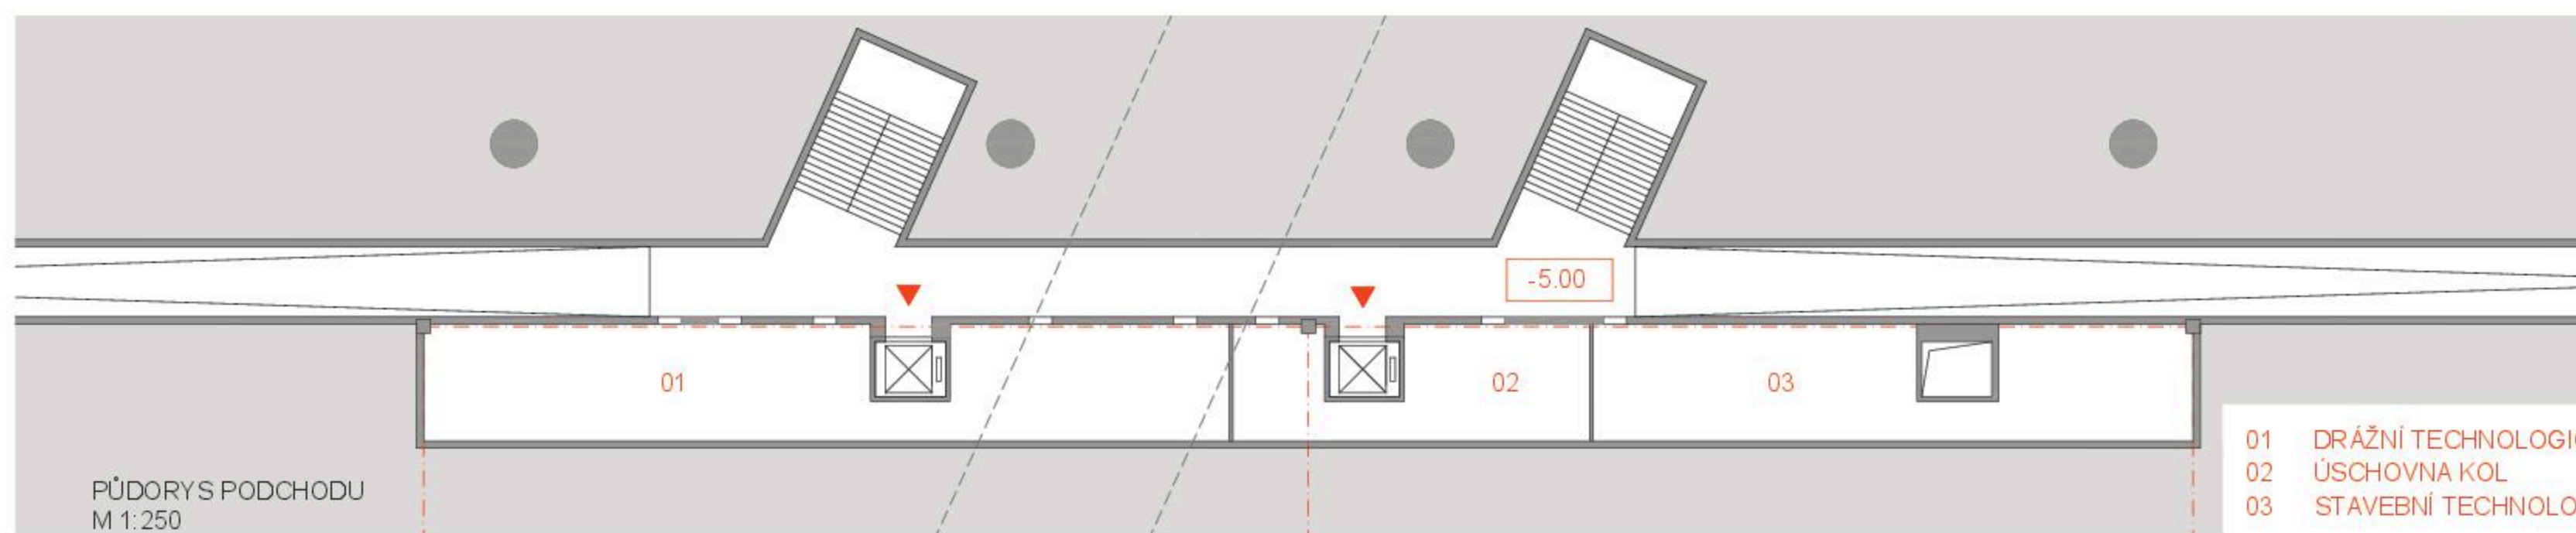 -5.00
01
02
03
01 DRÁŽNÍ TECHNOLOGI
02 ÚSCHOVNA KOL
03 STAVEBNÍ TECHNOLO
PŮDORYS PODCHODU
M 1:250